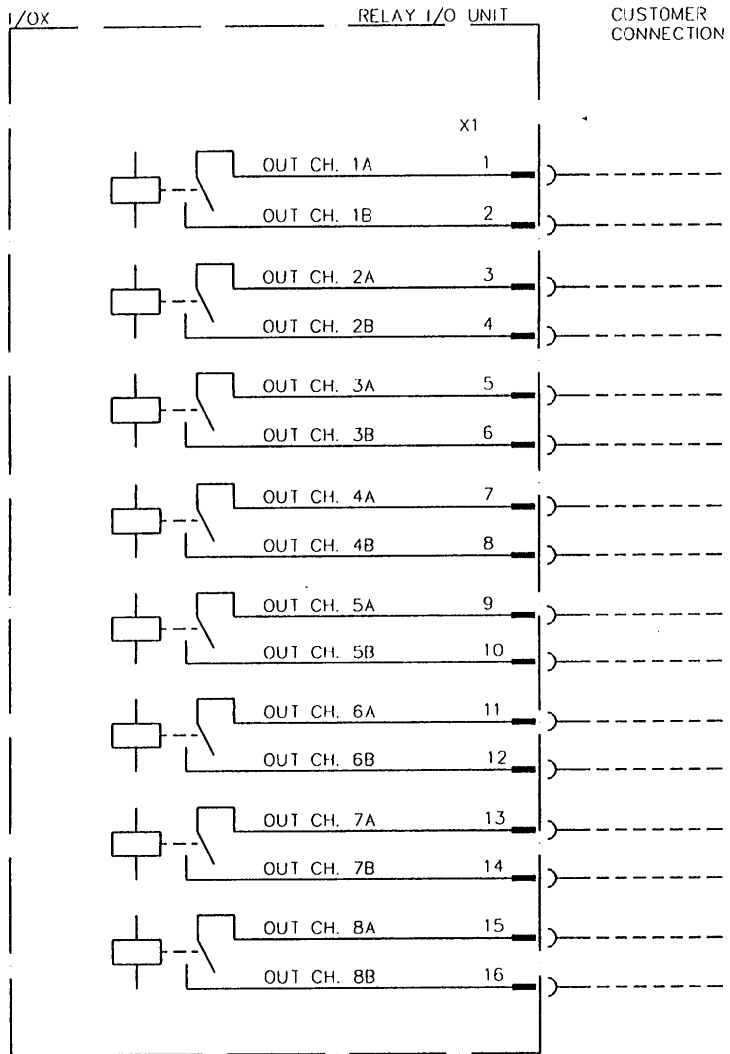 I/OX RELAY I/O UNIT CUSTOMER
CONNECTION
X1
OUT CH. 1A 1
OUT CH. 1B 2
OUT CH. 2A 3
OUT CH. 2B 4
OUT CH. 3A 5
OUT CH. 3B 6
OUT CH. 4A 7
OUT CH. 4B 8
OUT CH. 5A 9
OUT CH. 5B 10
OUT CH. 6A 11
OUT CH. 6B 12
OUT CH. 7A 13
OUT CH. 7B 14
OUT CH. 8A 15
OUT CH. 8B 16